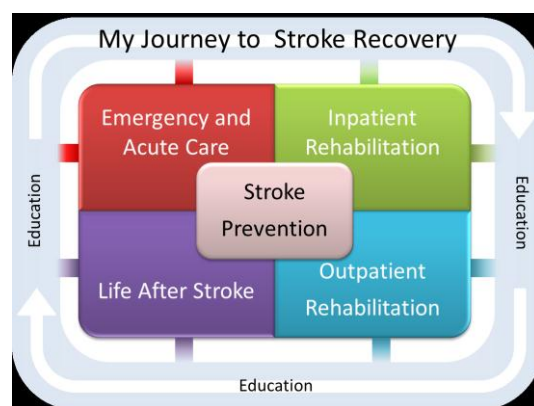 My Journey to Stroke Recovery
Emergency and
Acute Care
Inpatient
Rehabilitation
Stroke
Prevention
Life After Stroke
Outpatient
Rehabilitation
Education
Education
Education